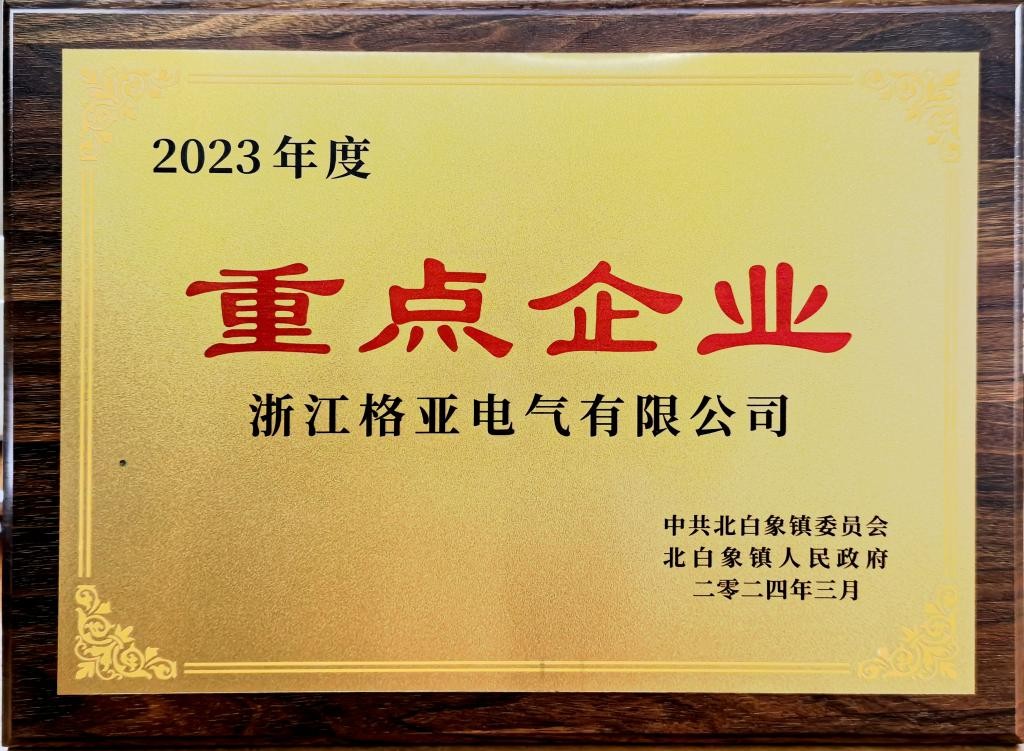 2023年度
重点企业
浙江格亚电气有限公司
中共北白象镇委员会
北白象镇人民政府
二零二四年三月